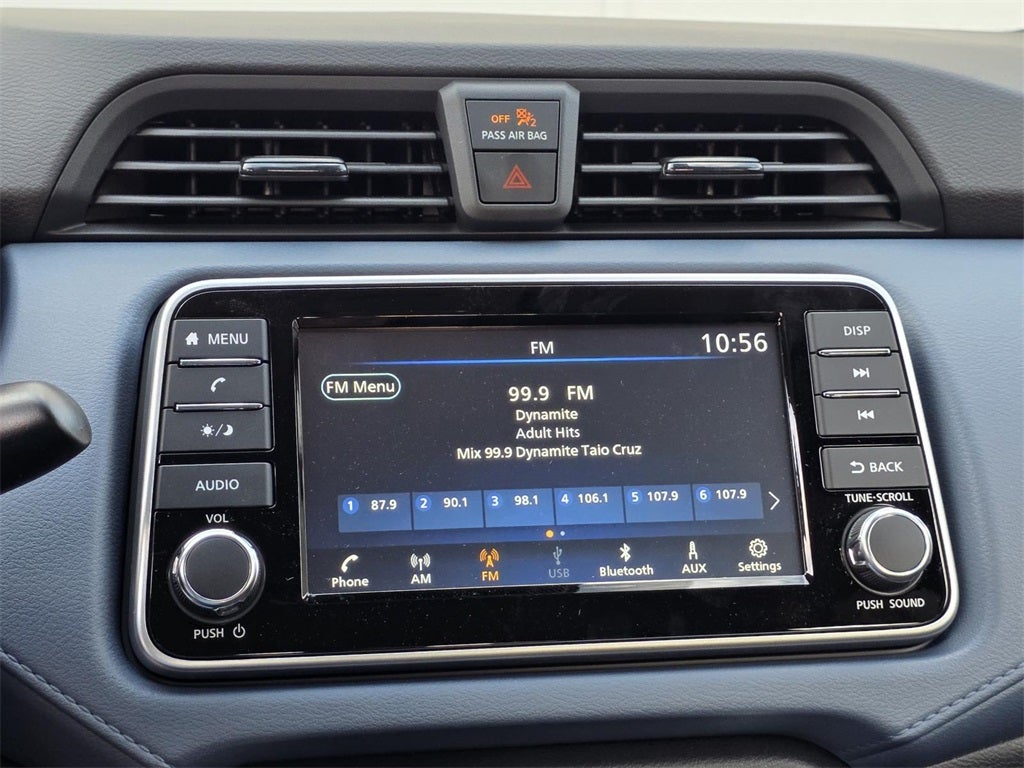 OFF 2
PASS AIR BAG
MENU
AUDIO
VOL
PUSH
FM 10:56
FM Menu
99.9 FM
Dynamite
Adult Hits
Mix 99.9 Dynamite Taio Cruz
1 87.9 2 90.1 3 98.1 4 106.1 5 107.9 6 107.9
Phone AM FM USB Bluetooth AUX Settings
DISP
BACK
TUNE·SCROLL
PUSH SOUND